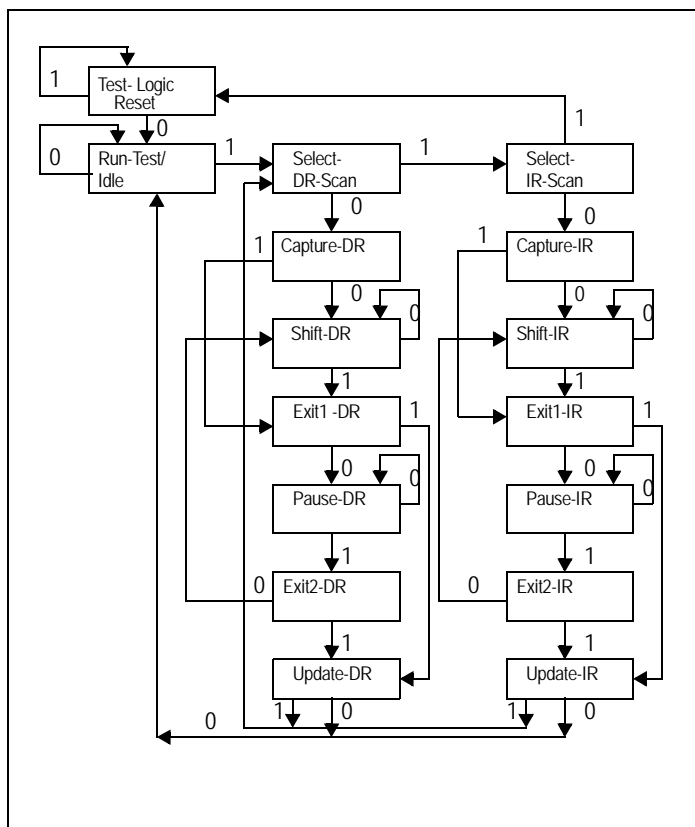 1
Test- Logic
Reset
0
1
0
Run-Test/
Idle
1
Select-
DR-Scan
1
Select-
IR-Scan
0
0
1
Capture-DR
1
Capture-IR
0
0
0
0
Shift-DR
Shift-IR
1
1
Exit1 -DR
1
Exit1-IR
1
0
0
0
0
Pause-DR
Pause-IR
1
1
0
Exit2-DR
0
Exit2-IR
1
1
Update-DR
Update-IR
1
0
1
0
0